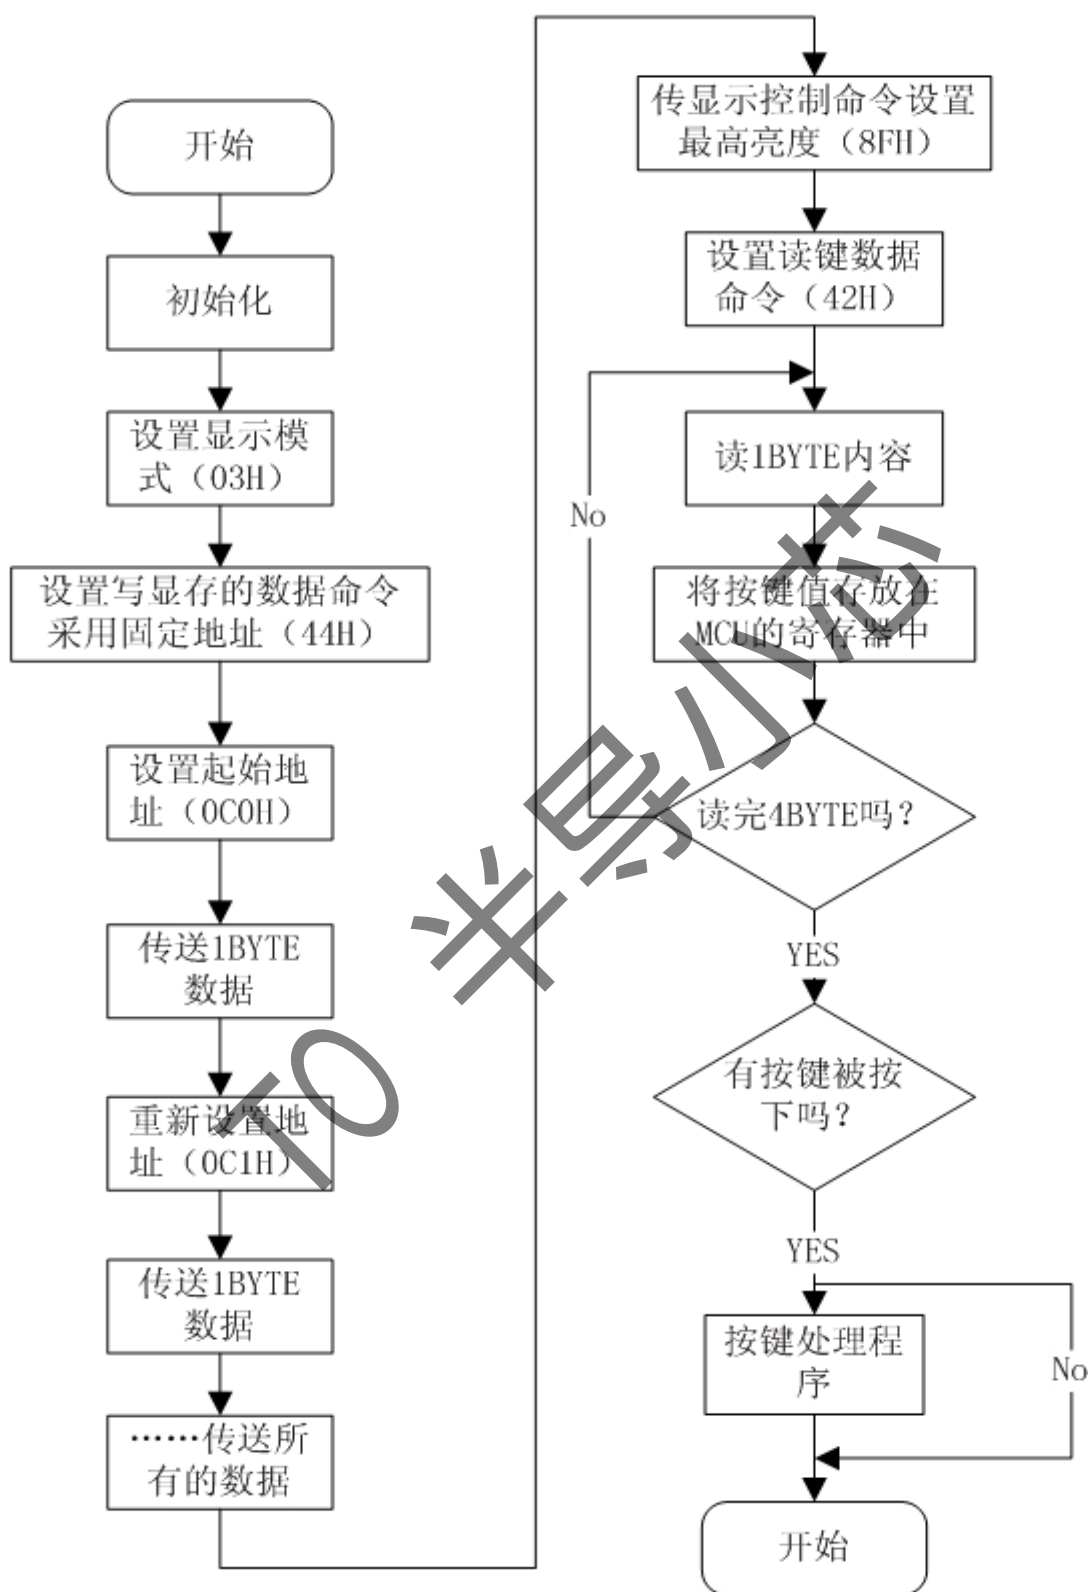 开始
初始化
设置显示模
式（03H）
设置写显存的数据命令
采用固定地址（44H）
设置起始地
址（0C0H）
传送1BYTE
数据
重新设置地
址（0C1H）
传送1BYTE
数据
……传送所
有的数据
传显示控制命令设置
最高亮度（8FH）
设置读键数据
命令（42H）
读1BYTE内容
No
将按键值存放在
MCU的寄存器中
读完4BYTE吗？
YES
有按键被按
下吗？
YES
按键处理程
序
No
开始
TO 半导小芯